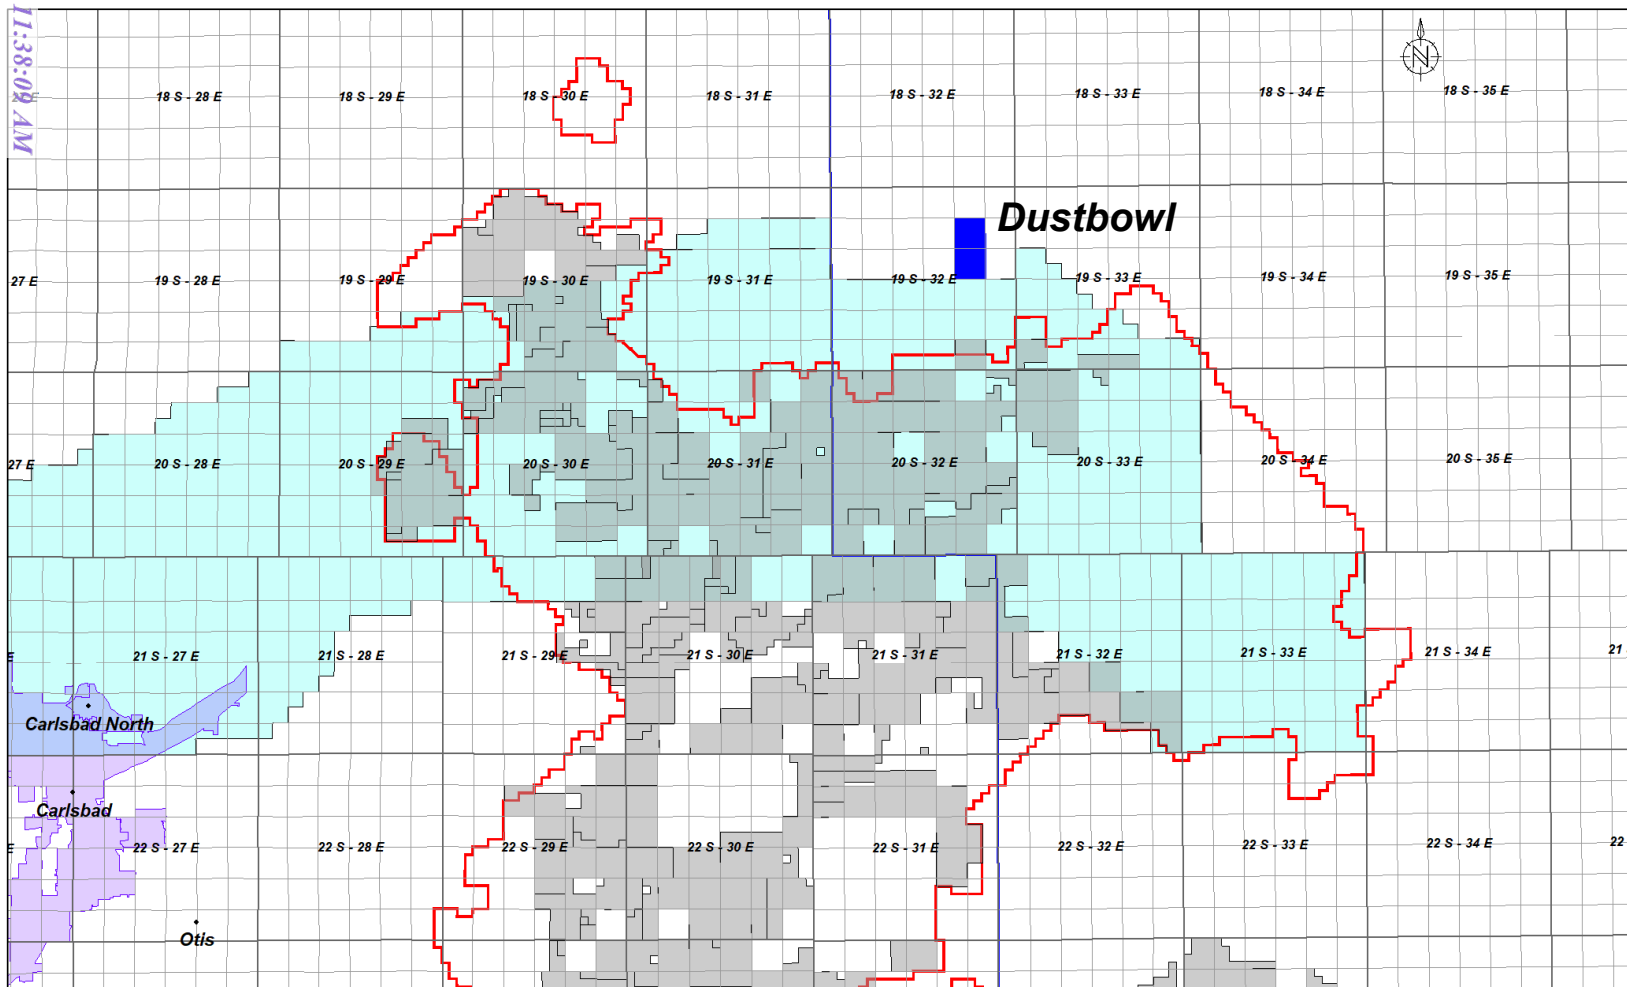 11:38:09 AM
N
18 S - 28 E
18 S - 29 E
18 S - 30 E
18 S - 31 E
18 S - 32 E
18 S - 33 E
18 S - 34 E
18 S - 35 E
Dustbowl
27 E
19 S - 28 E
19 S - 29 E
19 S - 30 E
19 S - 31 E
19 S - 32 E
19 S - 33 E
19 S - 34 E
19 S - 35 E
27 E
20 S - 28 E
20 S - 29 E
20 S - 30 E
20 S - 31 E
20 S - 32 E
20 S - 33 E
20 S - 34 E
20 S - 35 E
E
21 S - 27 E
21 S - 28 E
21 S - 29 E
21 S - 30 E
21 S - 31 E
21 S - 32 E
21 S - 33 E
21 S - 34 E
21
Carlsbad North
Carlsbad
E
22 S - 27 E
22 S - 28 E
22 S - 29 E
22 S - 30 E
22 S - 31 E
22 S - 32 E
22 S - 33 E
22 S - 34 E
22
Otis